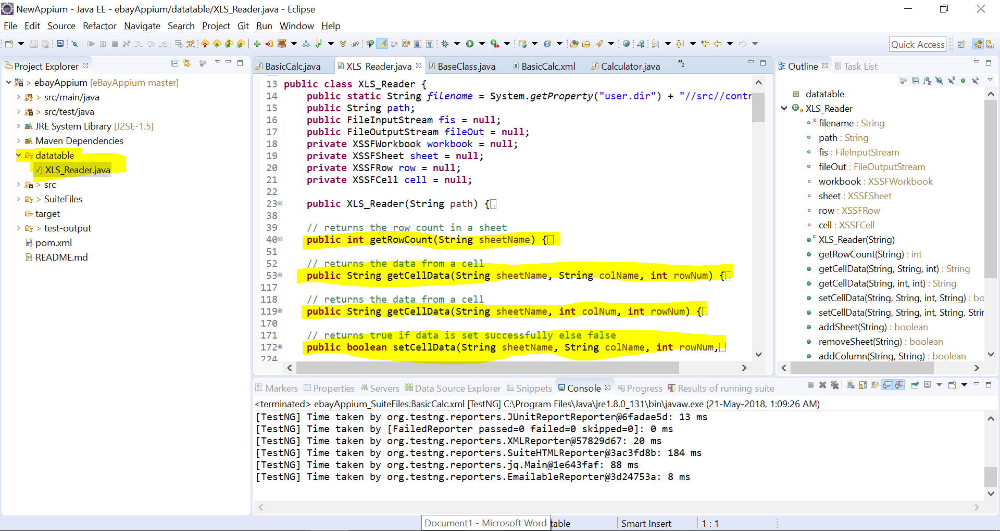 NewAppium - Java EE - ebayAppium/datatable/XLS_Reader.java - Eclipse
File Edit Source Refactor Navigate Search Project Git Run Window Help
Quick Access
Project Explorer
> ebayAppium [eBayAppium master]
> src/main/java
> src/test/java
JRE System Library [J2SE-1.5]
Maven Dependencies
datatable
XLS_Reader.java
> src
> SuiteFiles
target
> test-output
pom.xml
README.md
BasicCalc.java XLS_Reader.java BaseClass.java BasicCalc.xml Calculator.java »2
13 public class XLS_Reader {
14 public static String filename = System.getProperty("user.dir") + "//src//contr
15 public String path;
16 public FileInputStream fis = null;
17 public FileOutputStream fileOut = null;
18 private XSSFWorkbook workbook = null;
19 private XSSFSheet sheet = null;
20 private XSSFRow row = null;
21 private XSSFCell cell = null;
22
23 public XLS_Reader(String path) {
38
39 // returns the row count in a sheet
40 public int getRowCount(String sheetName) {
51
52 // returns the data from a cell
53 public String getCellData(String sheetName, String colName, int rowNum) {
117
118 // returns the data from a cell
119 public String getCellData(String sheetName, int colNum, int rowNum) {
170
171 // returns true if data is set successfully else false
172 public boolean setCellData(String sheetName, String colName, int rowNum,
224
Outline Task List
datatable
XLS_Reader
filename : String
path : String
fis : FileInputStream
fileOut : FileOutputStream
workbook : XSSFWorkbook
sheet : XSSFSheet
row : XSSFRow
cell : XSSFCell
XLS_Reader(String)
getRowCount(String) : int
getCellData(String, String, int) : String
getCellData(String, int, int) : String
setCellData(String, String, int, String) : bo
setCellData(String, String, int, String, Strir
addSheet(String) : boolean
removeSheet(String) : boolean
addColumn(String, String) : boolean
Markers Properties Servers Data Source Explorer Snippets Console Progress Results of running suite
<terminated> ebayAppium_SuiteFiles.BasicCalc.xml [TestNG] C:\Program Files\Java\jre1.8.0_131\bin\javaw.exe (21-May-2018, 1:09:26 AM)
[TestNG] Time taken by org.testng.reporters.JUnitReportReporter@6fadae5d: 13 ms
[TestNG] Time taken by [FailedReporter passed=0 failed=0 skipped=0]: 0 ms
[TestNG] Time taken by org.testng.reporters.XMLReporter@57829d67: 20 ms
[TestNG] Time taken by org.testng.reporters.SuiteHTMLReporter@3ac3fd8b: 184 ms
[TestNG] Time taken by org.testng.reporters.jq.Main@1e643faf: 88 ms
[TestNG] Time taken by org.testng.reporters.EmailableReporter@3d24753a: 8 ms
Document1 - Microsoft Word table Smart Insert 1 : 1